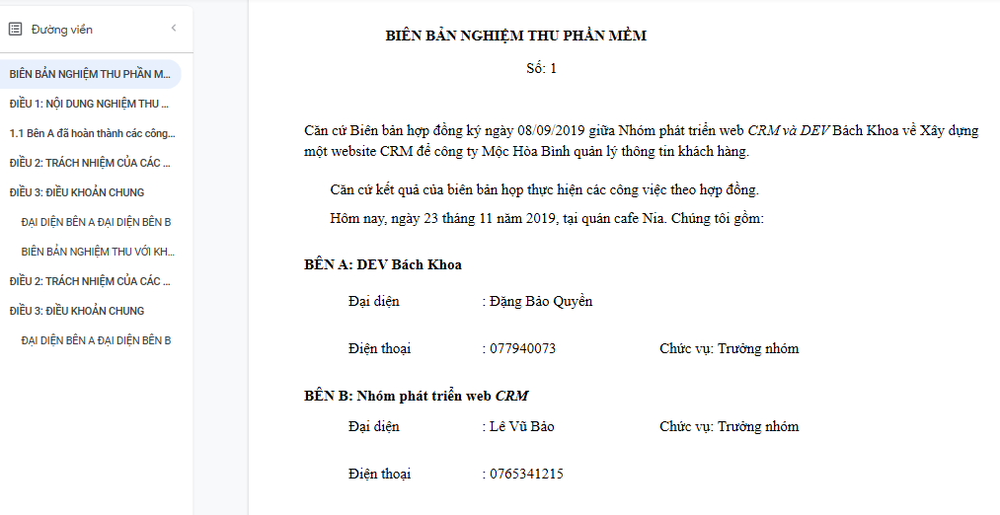 Đường viền
BIÊN BẢN NGHIỆM THU PHẦN M...
ĐIỀU 1: NỘI DUNG NGHIỆM THU ...
1.1 Bên A đã hoàn thành các công...
ĐIỀU 2: TRÁCH NHIỆM CỦA CÁC ...
ĐIỀU 3: ĐIỀU KHOẢN CHUNG
ĐẠI DIỆN BÊN A ĐẠI DIỆN BÊN B
BIÊN BẢN NGHIỆM THU VỚI KH...
ĐIỀU 2: TRÁCH NHIỆM CỦA CÁC ...
ĐIỀU 3: ĐIỀU KHOẢN CHUNG
ĐẠI DIỆN BÊN A ĐẠI DIỆN BÊN B
BIÊN BẢN NGHIỆM THU PHẦN MỀM
Số: 1
Căn cứ Biên bản hợp đồng ký ngày 08/09/2019 giữa Nhóm phát triển web CRM và DEV Bách Khoa về Xây dựng
một website CRM để công ty Mộc Hòa Bình quản lý thông tin khách hàng.
Căn cứ kết quả của biên bản họp thực hiện các công việc theo hợp đồng.
Hôm nay, ngày 23 tháng 11 năm 2019, tại quán cafe Nia. Chúng tôi gồm:
BÊN A: DEV Bách Khoa
Đại diện : Đặng Bảo Quyền
Điện thoại : 077940073 Chức vụ: Trưởng nhóm
BÊN B: Nhóm phát triển web CRM
Đại diện : Lê Vũ Bảo Chức vụ: Trưởng nhóm
Điện thoại : 0765341215